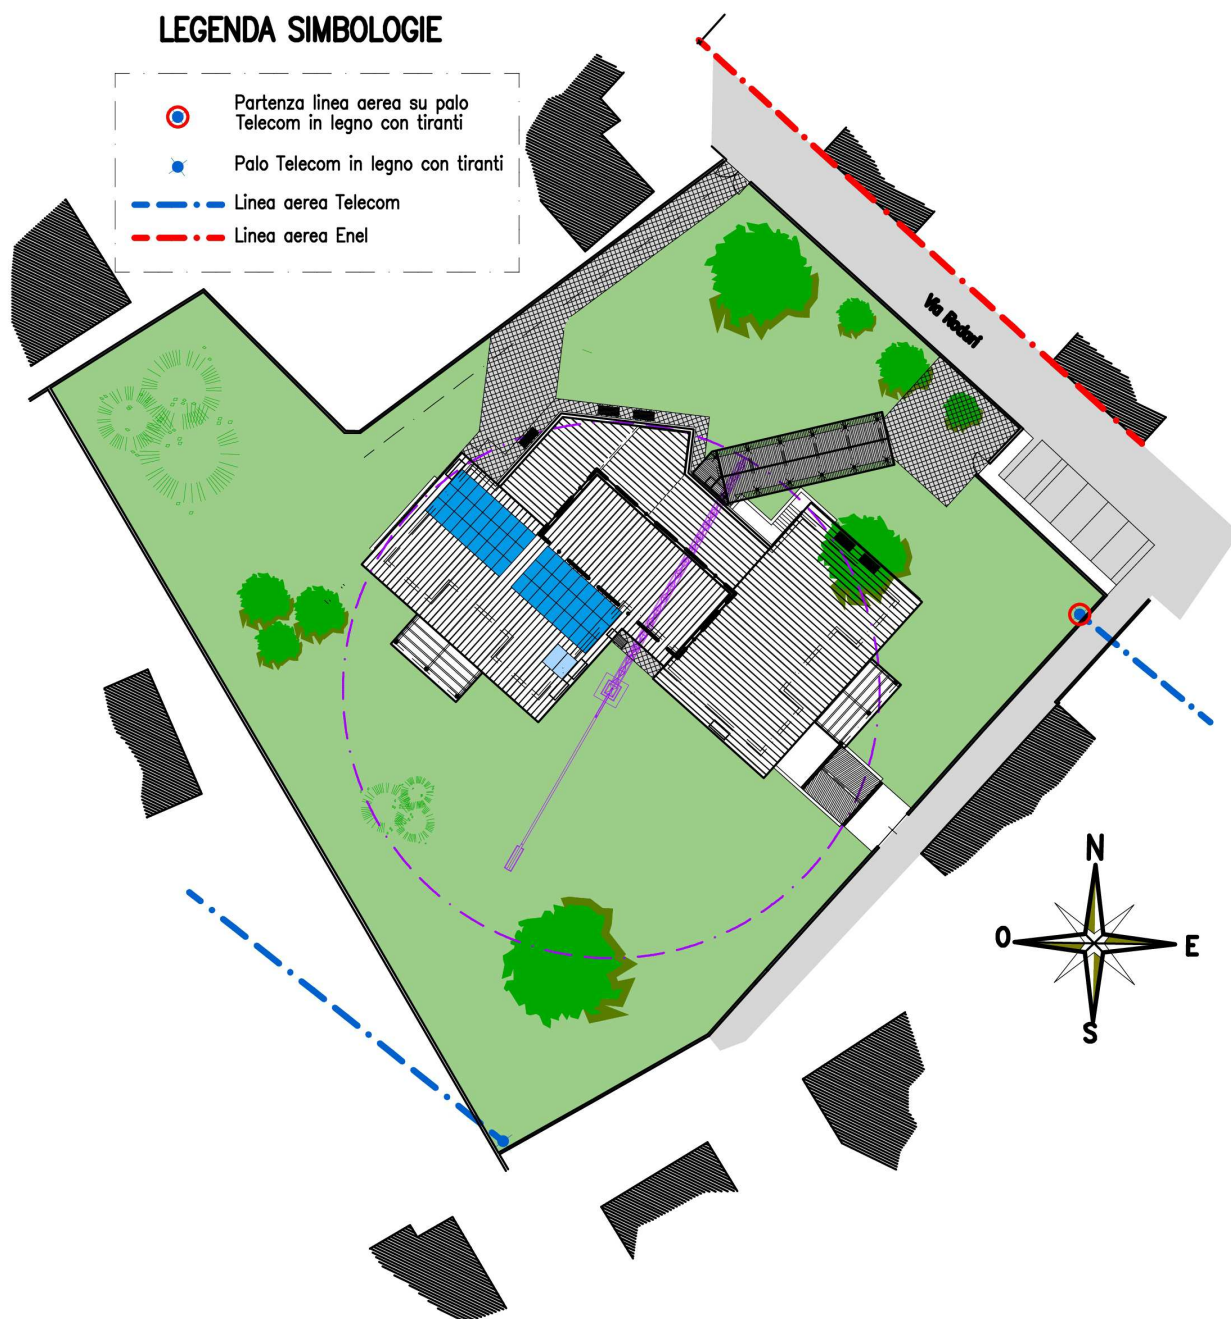 LEGENDA SIMBOLOGIE
Partenza linea aerea su palo
Telecom in legno con tiranti
Palo Telecom in legno con tiranti
Linea aerea Telecom
Linea aerea Enel
Via Rodari
N
O
E
S